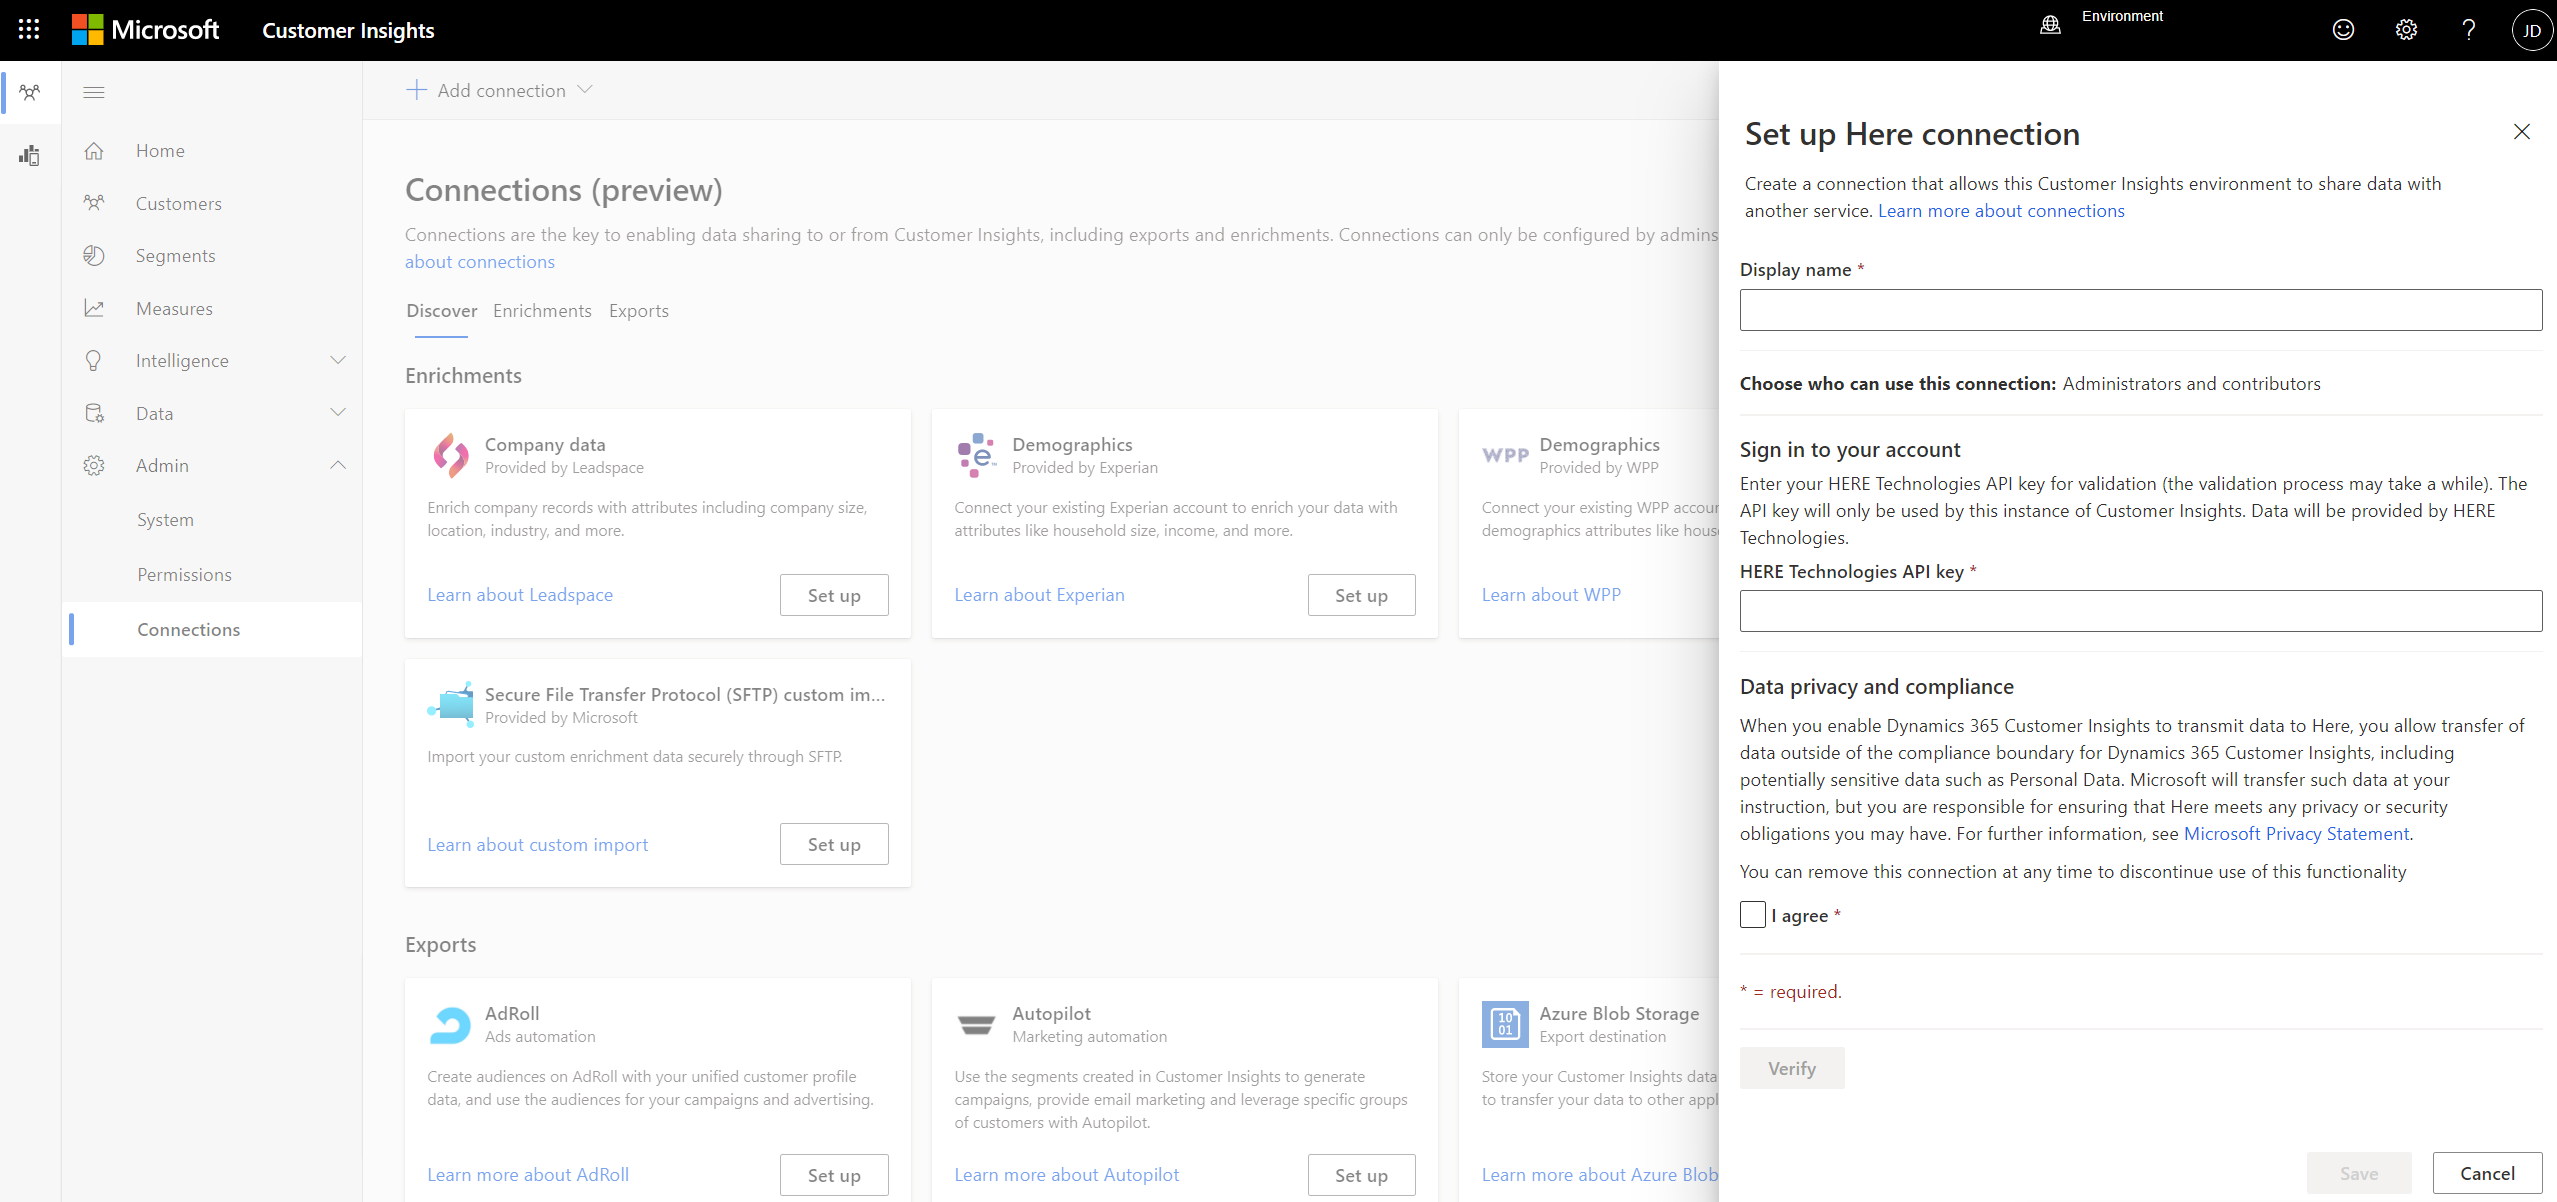 Microsoft
Customer Insights
Environment
JD
Home
Customers
Segments
Measures
Intelligence
Data
Admin
System
Permissions
Connections
Add connection
Connections (preview)
Connections are the key to enabling data sharing to or from Customer Insights, including exports and enrichments. Connections can only be configured by admins
about connections
Discover
Enrichments
Exports
Enrichments
Company data
Provided by Leadspace
Enrich company records with attributes including company size,
location, industry, and more.
Learn about Leadspace
Set up
Demographics
Provided by Experian
Connect your existing Experian account to enrich your data with
attributes like household size, income, and more.
Learn about Experian
Set up
WPP
Demographics
Provided by WPP
Connect your existing WPP
demographics attributes like
Learn about WPP
Secure File Transfer Protocol (SFTP) custom im...
Provided by Microsoft
Import your custom enrichment data securely through SFTP.
Learn about custom import
Set up
Exports
AdRoll
Ads automation
Create audiences on AdRoll with your unified customer profile
data, and use the audiences for your campaigns and advertising.
Learn more about AdRoll
Set up
Autopilot
Marketing automation
Use the segments created in Customer Insights to generate
campaigns, provide email marketing and leverage specific groups
of customers with Autopilot.
Learn more about Autopilot
Set up
10
01
Azure Blob Storage
Export destination
Store your Customer Insights data
to transfer your data to other
Learn more about Azure Blob
Set up Here connection
Create a connection that allows this Customer Insights environment to share data with
another service. Learn more about connections
Display name *
Choose who can use this connection: Administrators and contributors
Sign in to your account
Enter your HERE Technologies API key for validation (the validation process may take a while). The
API key will only be used by this instance of Customer Insights. Data will be provided by HERE
Technologies.
HERE Technologies API key *
Data privacy and compliance
When you enable Dynamics 365 Customer Insights to transmit data to Here, you allow transfer of
data outside of the compliance boundary for Dynamics 365 Customer Insights, including
potentially sensitive data such as Personal Data. Microsoft will transfer such data at your
instruction, but you are responsible for ensuring that Here meets any privacy or security
obligations you may have. For further information, see Microsoft Privacy Statement.
You can remove this connection at any time to discontinue use of this functionality
I agree *
* = required.
Verify
Save
Cancel